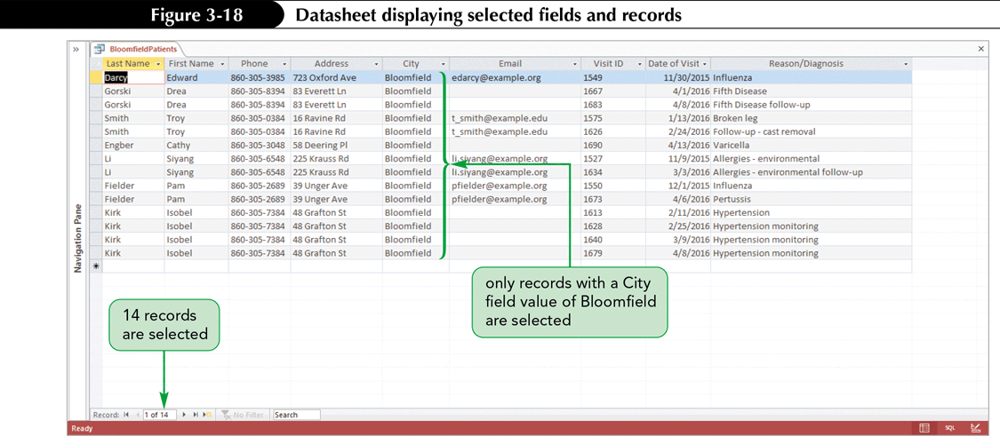 Figure 3-18 Datasheet displaying selected fields and records
BloomfieldPatients
Last Name First Name Phone Address City Email Visit ID Date of Visit Reason/Diagnosis
Darcy Edward 860-305-3985 723 Oxford Ave Bloomfield edarcy@example.org 1549 11/30/2015 Influenza
Gorski Drea 860-305-8394 83 Everett Ln Bloomfield 1667 4/1/2016 Fifth Disease
Gorski Drea 860-305-8394 83 Everett Ln Bloomfield 1683 4/8/2016 Fifth Disease follow-up
Smith Troy 860-305-0384 16 Ravine Rd Bloomfield t_smith@example.edu 1575 1/13/2016 Broken leg
Smith Troy 860-305-0384 16 Ravine Rd Bloomfield t_smith@example.edu 1626 2/24/2016 Follow-up - cast removal
Engber Cathy 860-305-3048 58 Deering Pl Bloomfield 1690 4/13/2016 Varicella
Li Siyang 860-305-6548 225 Krauss Rd Bloomfield li.siyang@example.org 1527 11/9/2015 Allergies - environmental
Li Siyang 860-305-6548 225 Krauss Rd Bloomfield li.siyang@example.org 1634 3/3/2016 Allergies - environmental follow-up
Fielder Pam 860-305-2689 39 Unger Ave Bloomfield pfielder@example.org 1550 12/1/2015 Influenza
Fielder Pam 860-305-2689 39 Unger Ave Bloomfield pfielder@example.org 1673 4/6/2016 Pertussis
Kirk Isobel 860-305-7384 48 Grafton St Bloomfield 1613 2/11/2016 Hypertension
Kirk Isobel 860-305-7384 48 Grafton St Bloomfield 1628 2/25/2016 Hypertension monitoring
Kirk Isobel 860-305-7384 48 Grafton St Bloomfield 1640 3/9/2016 Hypertension monitoring
Kirk Isobel 860-305-7384 48 Grafton St Bloomfield 1679 4/8/2016 Hypertension monitoring
Navigation Pane
only records with a City
field value of Bloomfield
are selected
14 records
are selected
Record: 1 of 14 No Filter Search
Ready SQL